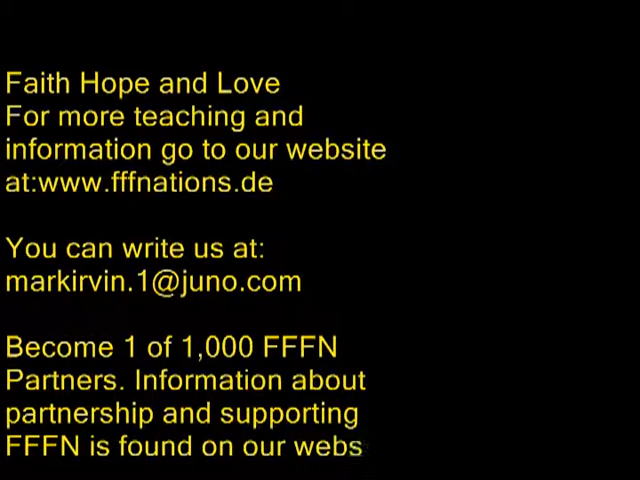 Faith Hope and Love
For more teaching and
information go to our website
at:www.fffnations.de
You can write us at:
markirvin.1@juno.com
Become 1 of 1,000 FFFN
Partners. Information about
partnership and supporting
FFFN is found on our webs